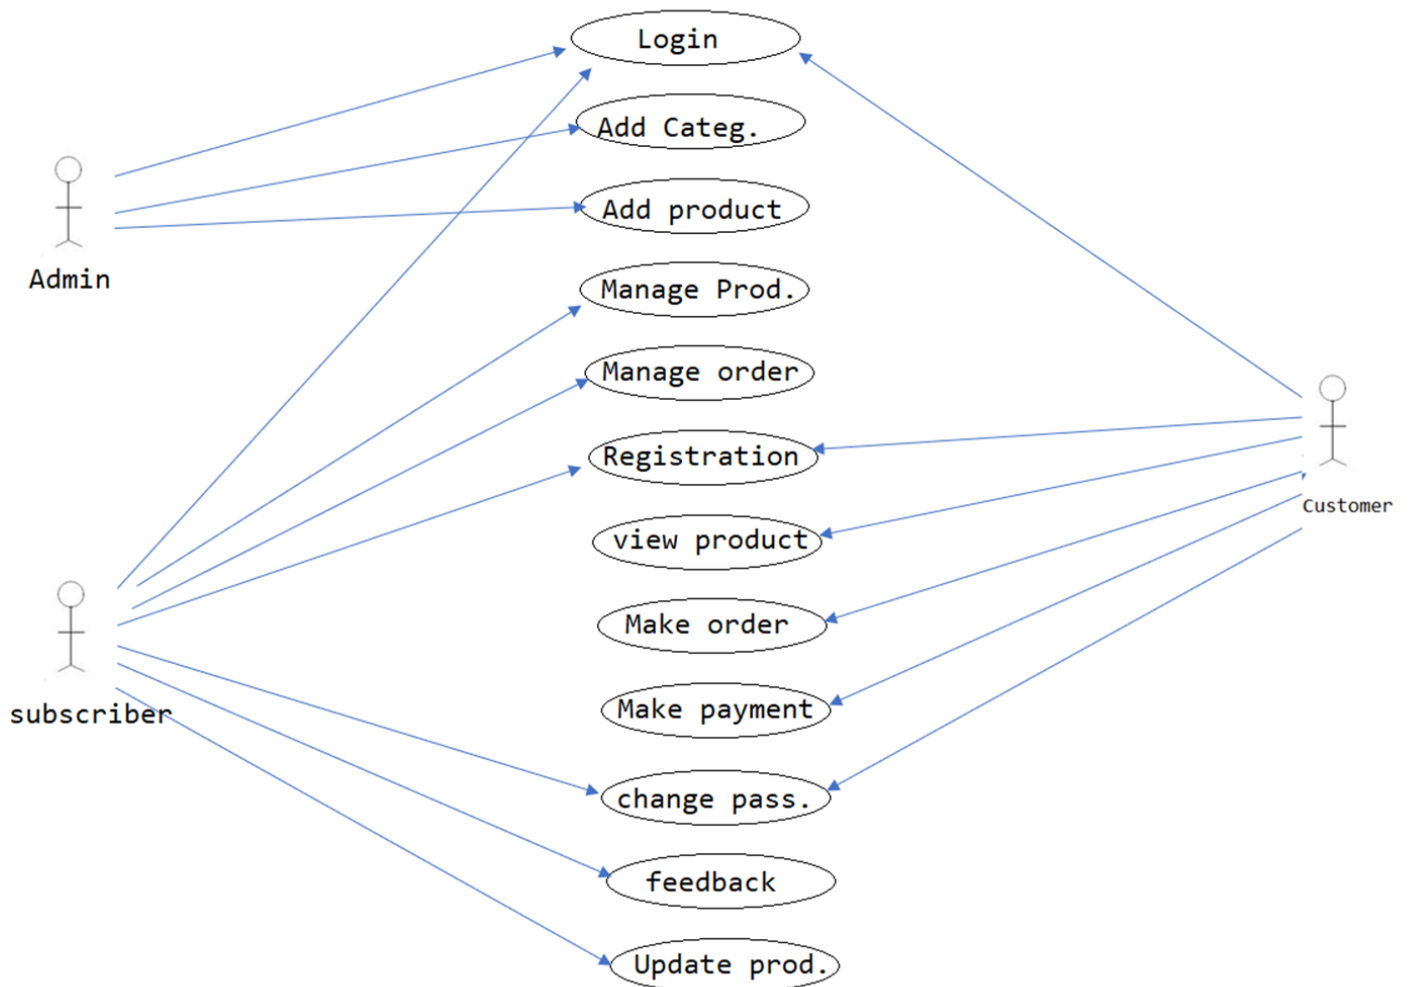 Login
Add Categ.
Add product
Admin
Manage Prod.
Manage order
Registration
Customer
view product
Make order
subscriber
Make payment
change pass.
feedback
Update prod.